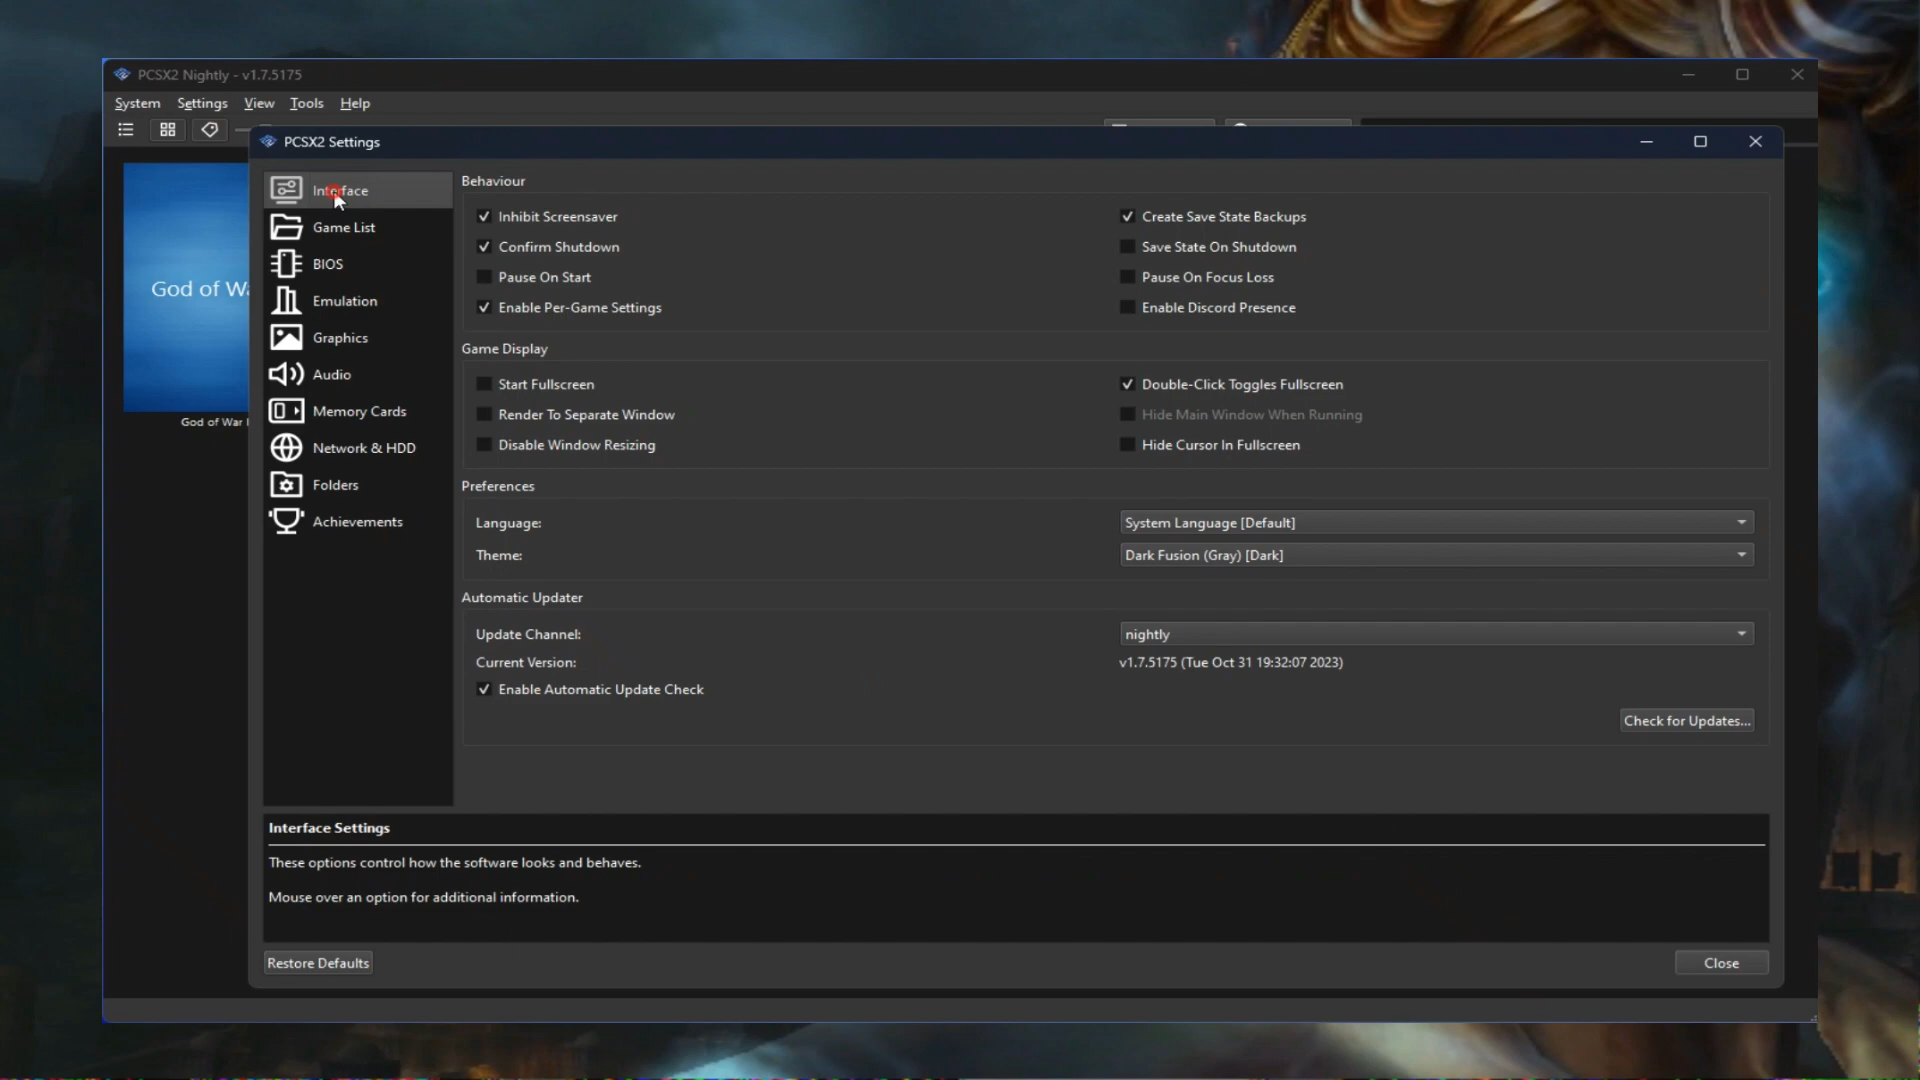 PCSX2 Nightly - v1.7.5175
System Settings View Tools Help
PCSX2 Settings
God of Wa
God of War I
Interface
Game List
BIOS
Emulation
Graphics
Audio
Memory Cards
Network & HDD
Folders
Achievements
Behaviour
Inhibit Screensaver
Create Save State Backups
Confirm Shutdown
Save State On Shutdown
Pause On Start
Pause On Focus Loss
Enable Per-Game Settings
Enable Discord Presence
Game Display
Start Fullscreen
Double-Click Toggles Fullscreen
Render To Separate Window
Hide Main Window When Running
Disable Window Resizing
Hide Cursor In Fullscreen
Preferences
Language:
System Language [Default]
Theme:
Dark Fusion (Gray) [Dark]
Automatic Updater
Update Channel:
nightly
Current Version:
v1.7.5175 (Tue Oct 31 19:32:07 2023)
Enable Automatic Update Check
Check for Updates...
Interface Settings
These options control how the software looks and behaves.
Mouse over an option for additional information.
Restore Defaults
Close